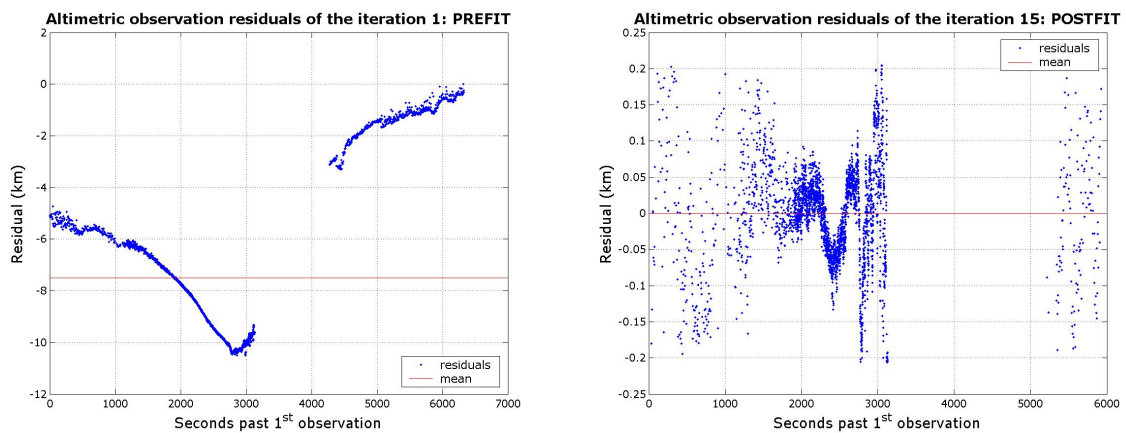 Altimetric observation residuals of the iteration 1: PREFIT
2
0
-2
-4
-6
-8
-10
-12
Residual (km)
residuals
mean
0 1000 2000 3000 4000 5000 6000 7000
Seconds past 1st observation
Altimetric observation residuals of the iteration 15: POSTFIT
0.25
0.2
0.15
0.1
0.05
0
-0.05
-0.1
-0.15
-0.2
-0.25
Residual (km)
residuals
mean
0 1000 2000 3000 4000 5000 6000
Seconds past 1st observation